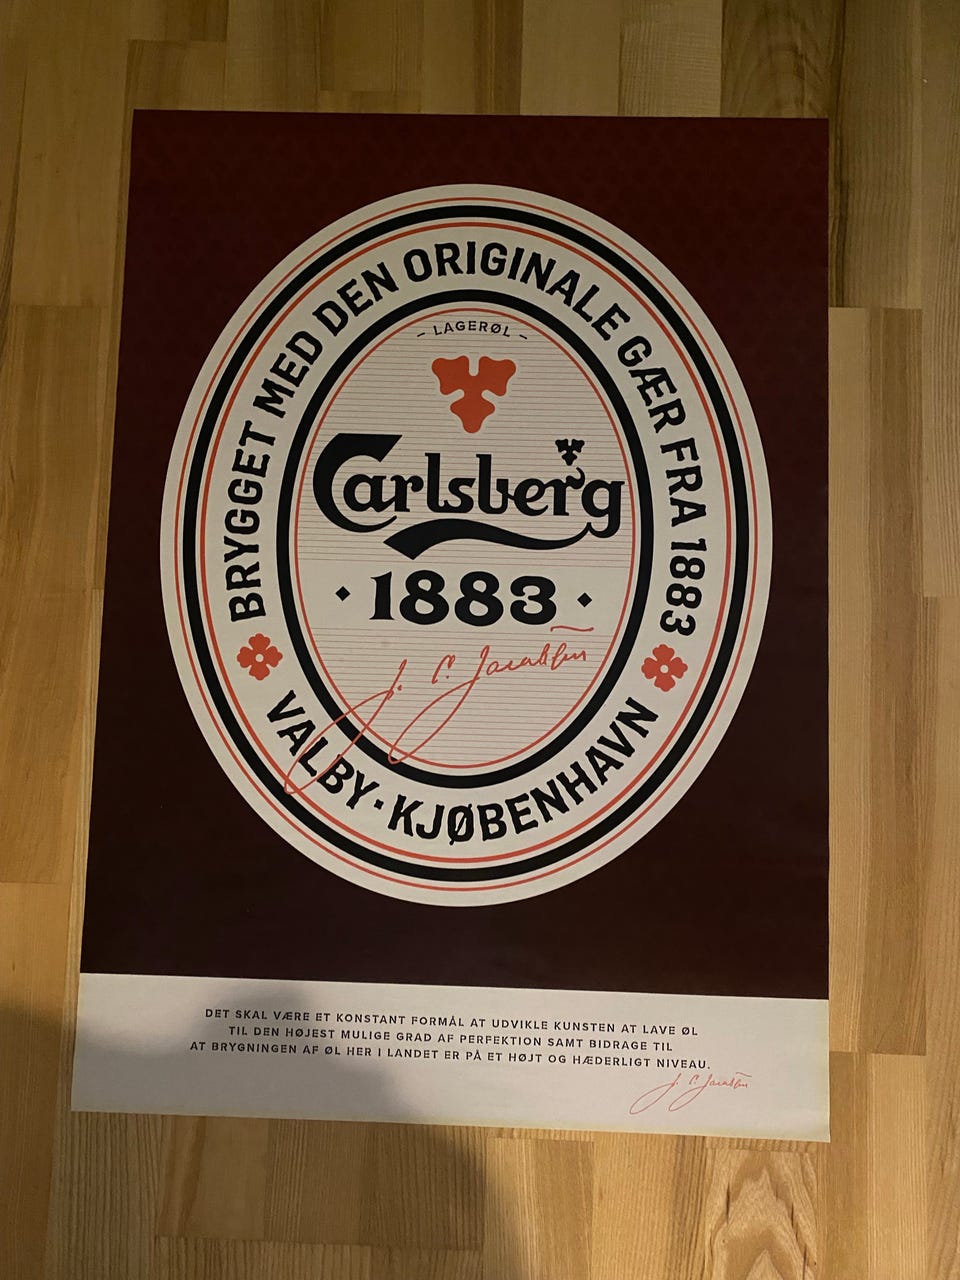 BRYGGET MED DEN ORIGINALE GÆR FRA 1883
– LAGERØL –
Carlsberg
· 1883 ·
J. C. Jacobsen
VALBY · KJØBENHAVN
DET SKAL VÆRE ET KONSTANT FORMÅL AT UDVIKLE KUNSTEN AT LAVE ØL
TIL DEN HØJEST MULIGE GRAD AF PERFEKTION SAMT BIDRAGE TIL
AT BRYGNINGEN AF ØL HER I LANDET ER PÅ ET HØJT OG HÆDERLIGT NIVEAU.
J. C. Jacobsen